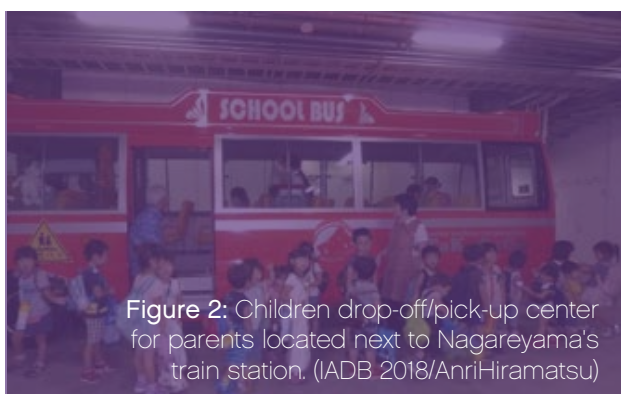 SCHOOL BUS
Figure 2: Children drop-off/pick-up center
for parents located next to Nagareyama's
train station. (IADB 2018/AnriHiramatsu)